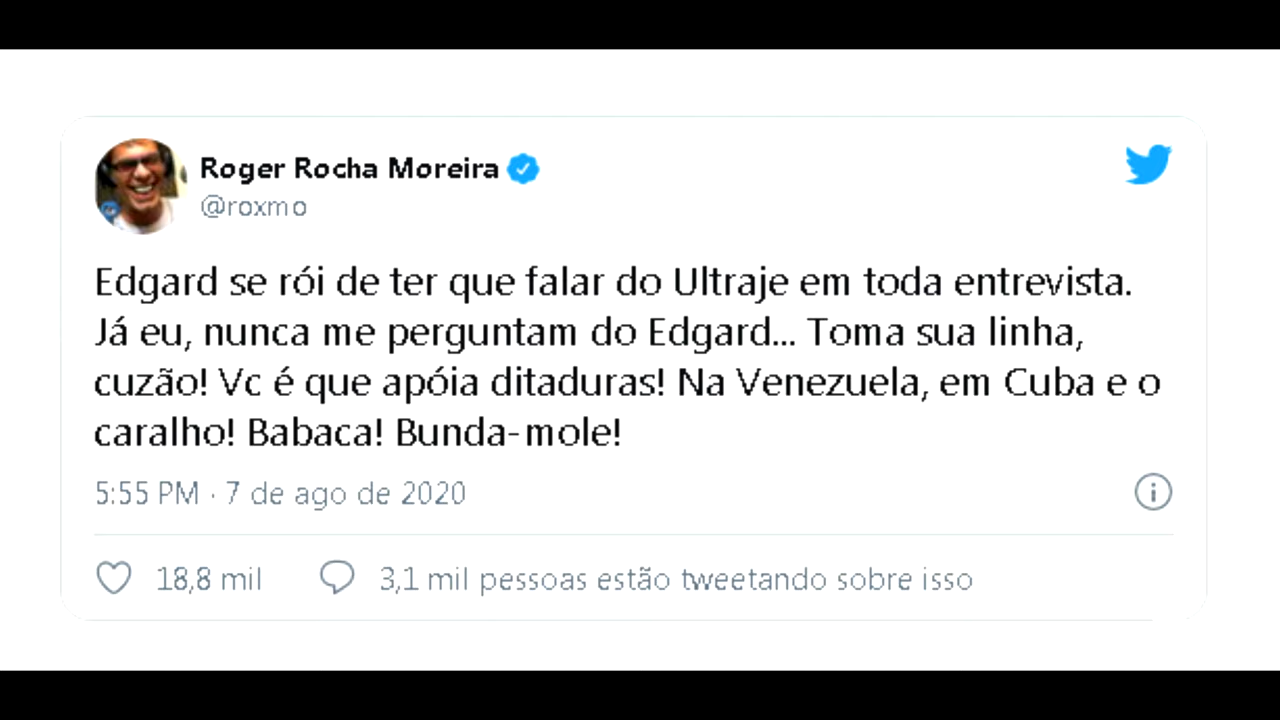 Roger Rocha Moreira
@roxmo
Edgard se rói de ter que falar do Ultraje em toda entrevista.
Já eu, nunca me perguntam do Edgard... Toma sua linha,
cuzão! Vc é que apóia ditaduras! Na Venezuela, em Cuba e o
caralho! Babaca! Bunda-mole!
5:55 PM · 7 de ago de 2020
18,8 mil 3,1 mil pessoas estão tweetando sobre isso